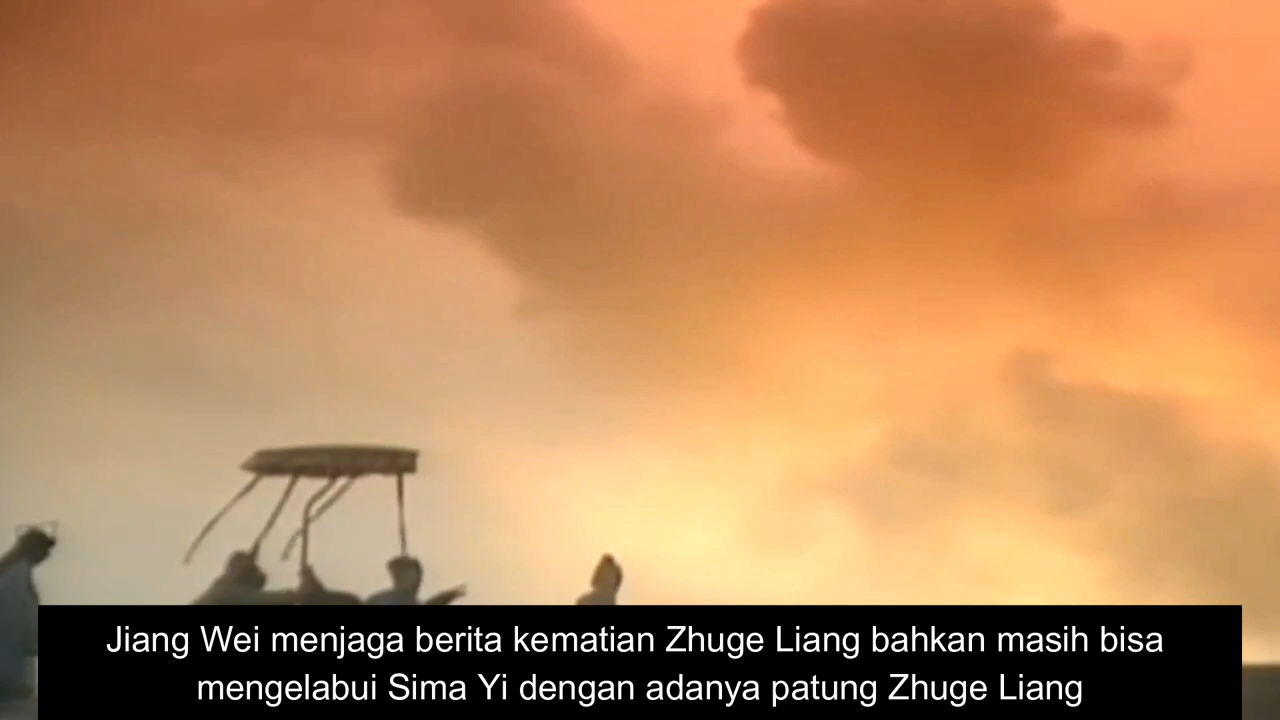 Jiang Wei menjaga berita kematian Zhuge Liang bahkan masih bisa
mengelabui Sima Yi dengan adanya patung Zhuge Liang